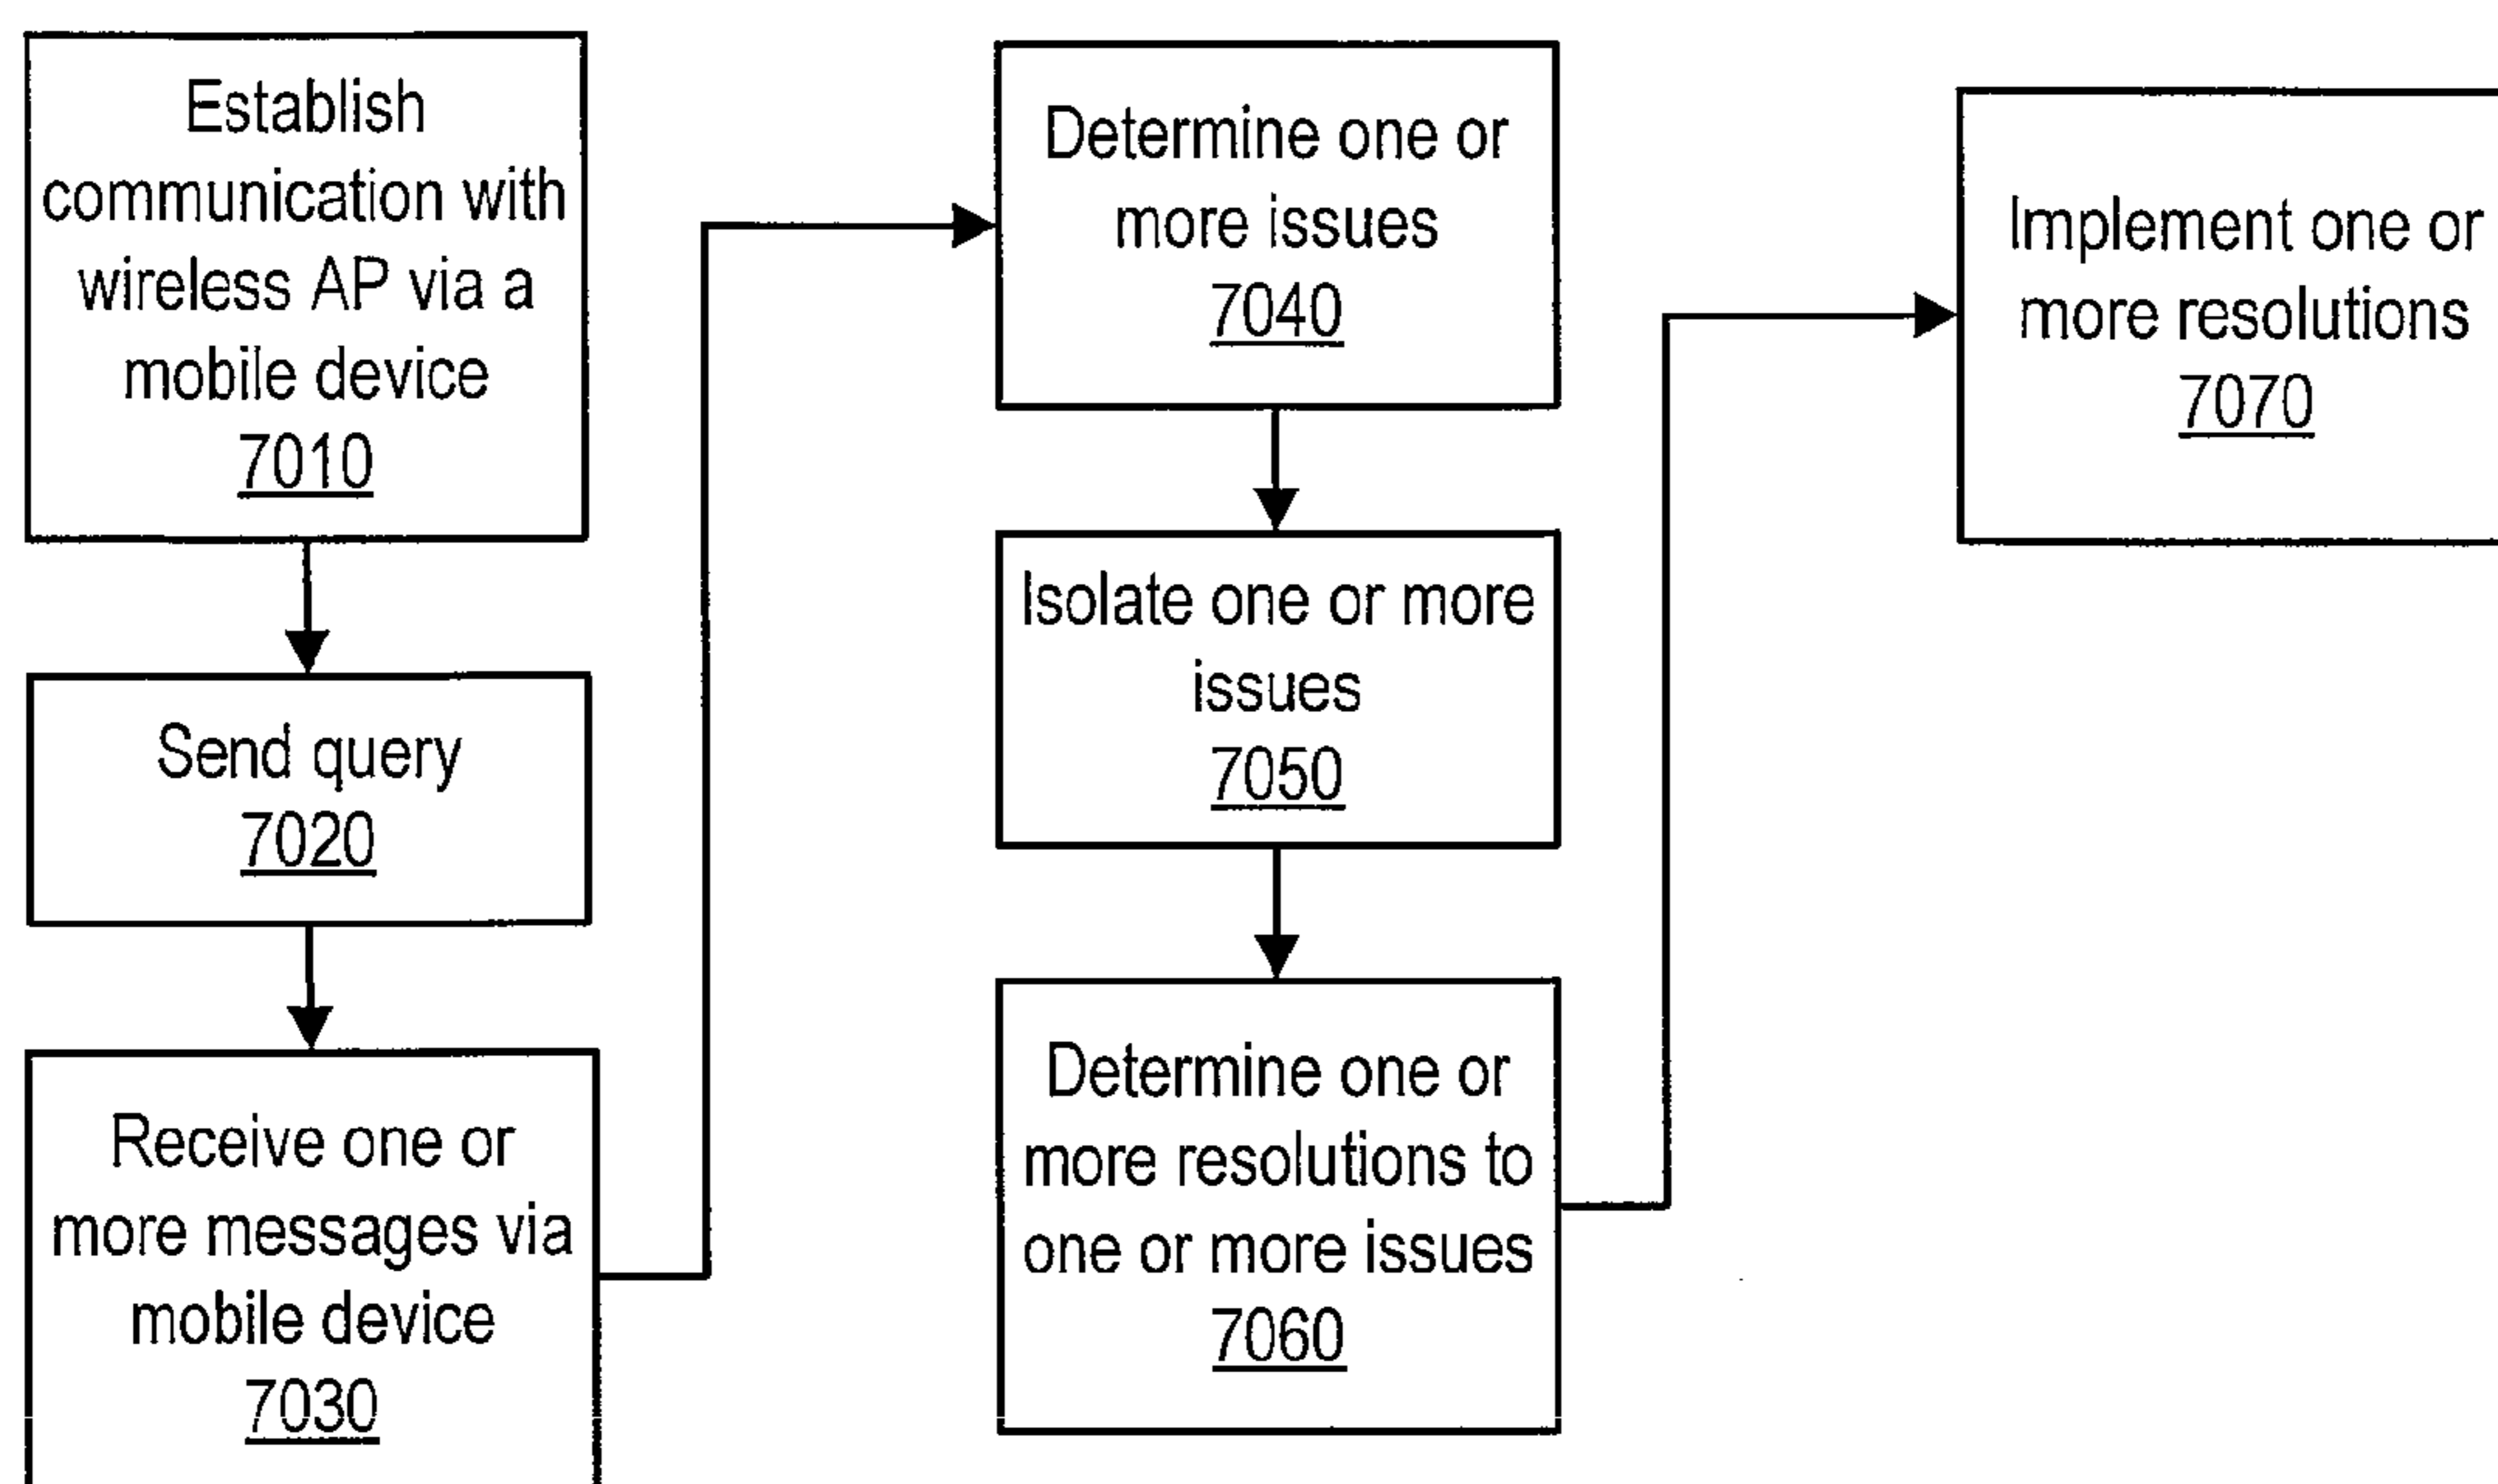 Establish
communication with
wireless AP via a
mobile device
7010
Send query
7020
Receive one or
more messages via
mobile device
7030
Determine one or
more issues
7040
Isolate one or more
issues
7050
Determine one or
more resolutions to
one or more issues
7060
Implement one or
more resolutions
7070